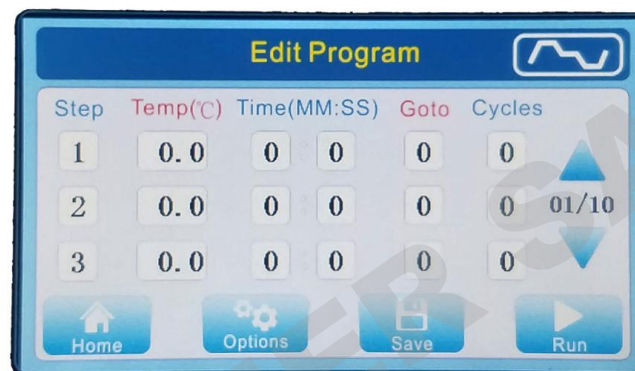 Edit Program
Step Temp(℃) Time(MM:SS) Goto Cycles
1 0.0 0 0 0 0
2 0.0 0 0 0 0 01/10
3 0.0 0 0 0 0
Home Options Save Run